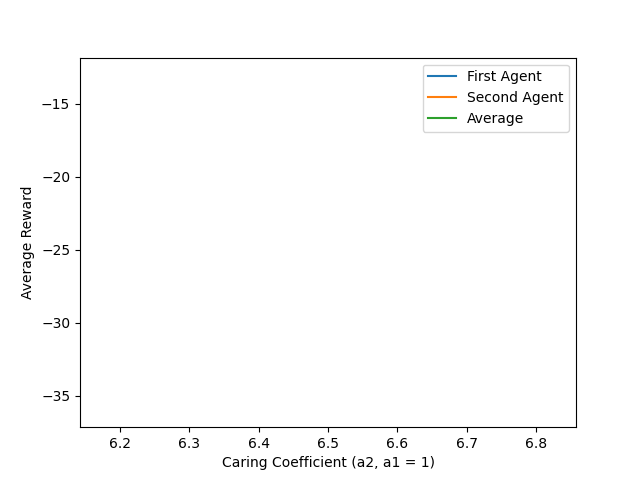 First Agent
Second Agent
Average
−15
−20
−25
−30
−35
Average Reward
6.2 6.3 6.4 6.5 6.6 6.7 6.8
Caring Coefficient (a2, a1 = 1)